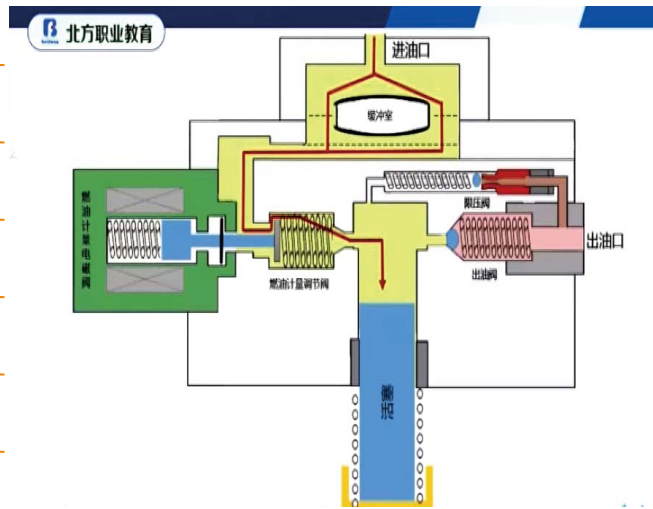 北方职业教育
进油口
缓冲室
燃油计量电磁阀
限压阀
出油口
出油阀
燃油计量调节阀
活塞